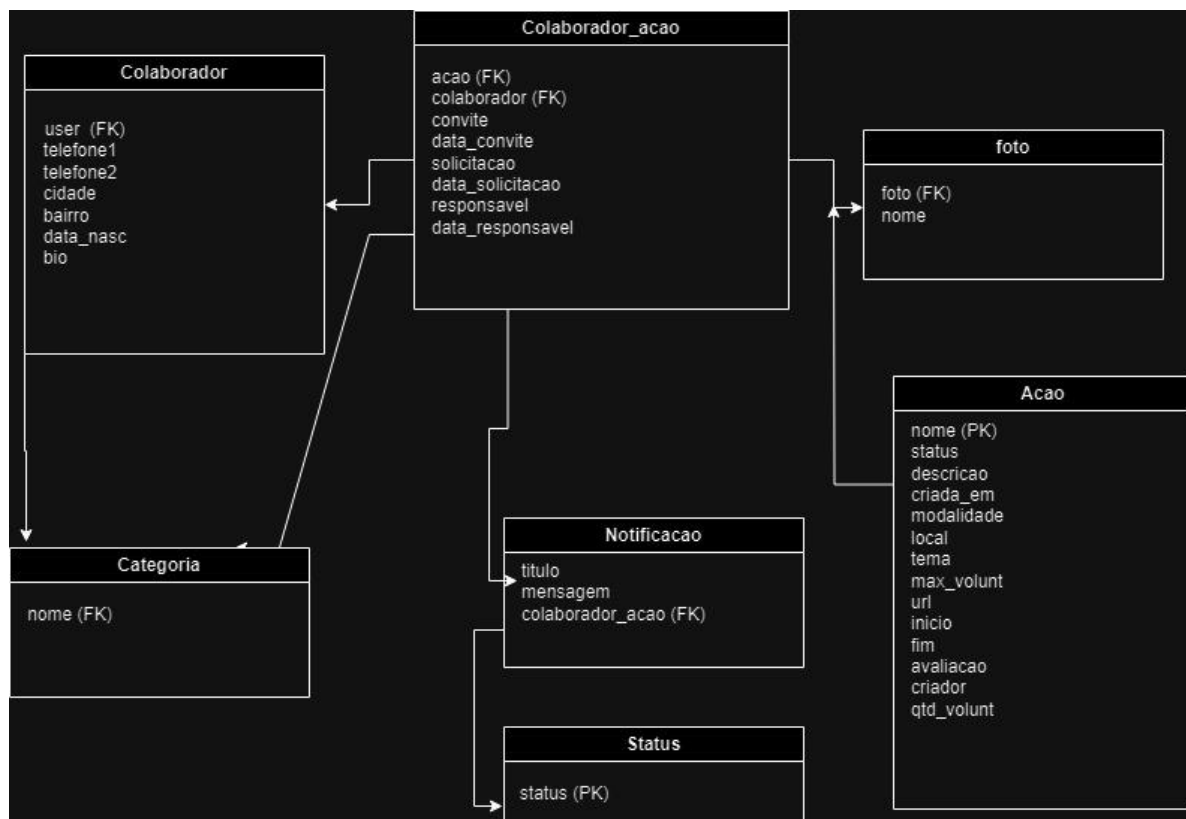 Colaborador_acao
acao (FK)
colaborador (FK)
convite
data_convite
solicitacao
data_solicitacao
responsavel
data_responsavel
Colaborador
user (FK)
telefone1
telefone2
cidade
bairro
data_nasc
bio
foto
foto (FK)
nome
Acao
nome (PK)
status
descricao
criada_em
modalidade
local
tema
max_volunt
url
inicio
fim
avaliacao
criador
qtd_volunt
Categoria
nome (FK)
Notificacao
titulo
mensagem
colaborador_acao (FK)
Status
status (PK)